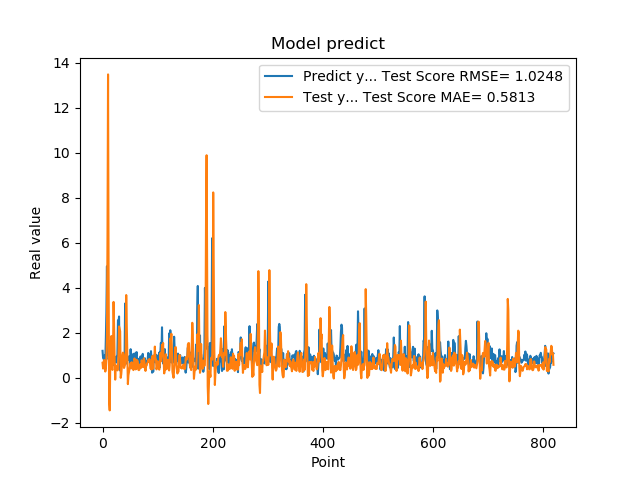 Model predict
Predict y... Test Score RMSE= 1.0248
Test y... Test Score MAE= 0.5813
Real value
14
12
10
8
6
4
2
0
−2
0 200 400 600 800
Point